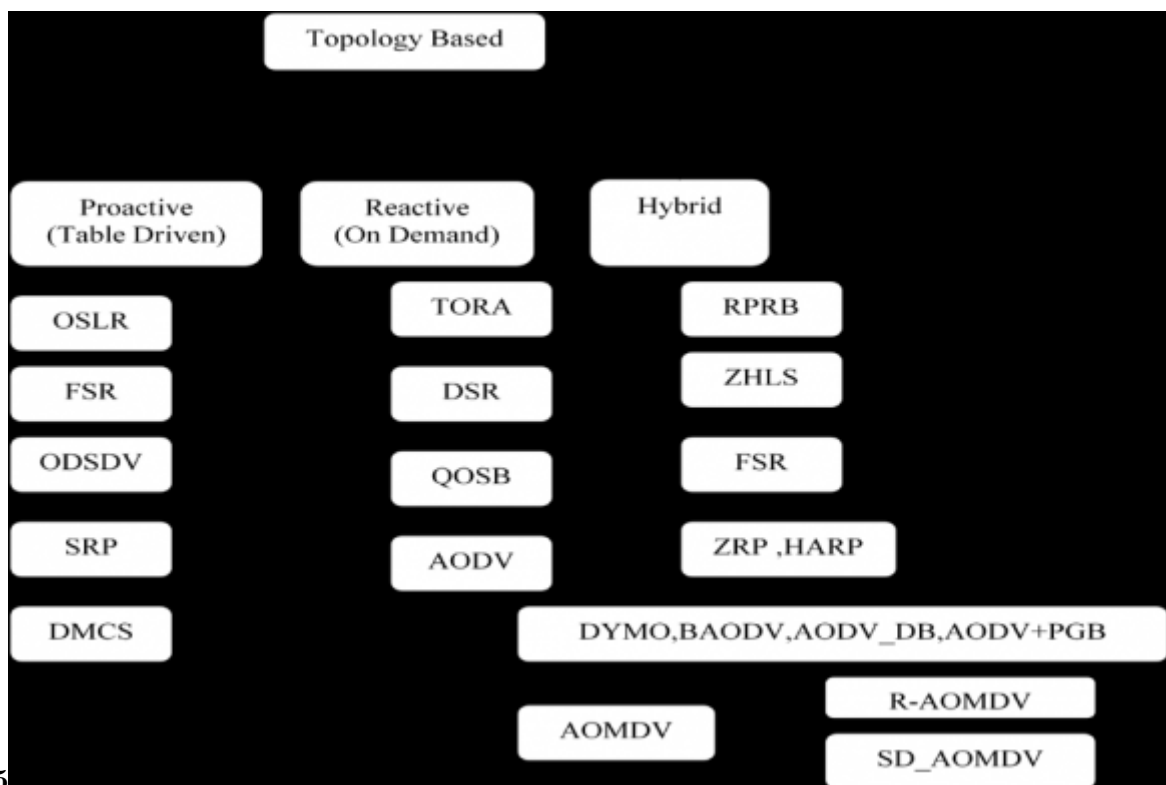 Topology Based
Proactive
(Table Driven)
Reactive
(On Demand)
Hybrid
OSLR
FSR
ODSDV
SRP
DMCS
TORA
DSR
QOSB
AODV
RPRB
ZHLS
FSR
ZRP ,HARP
DYMO,BAODV,AODV_DB,AODV+PGB
AOMDV
R-AOMDV
SD_AOMDV